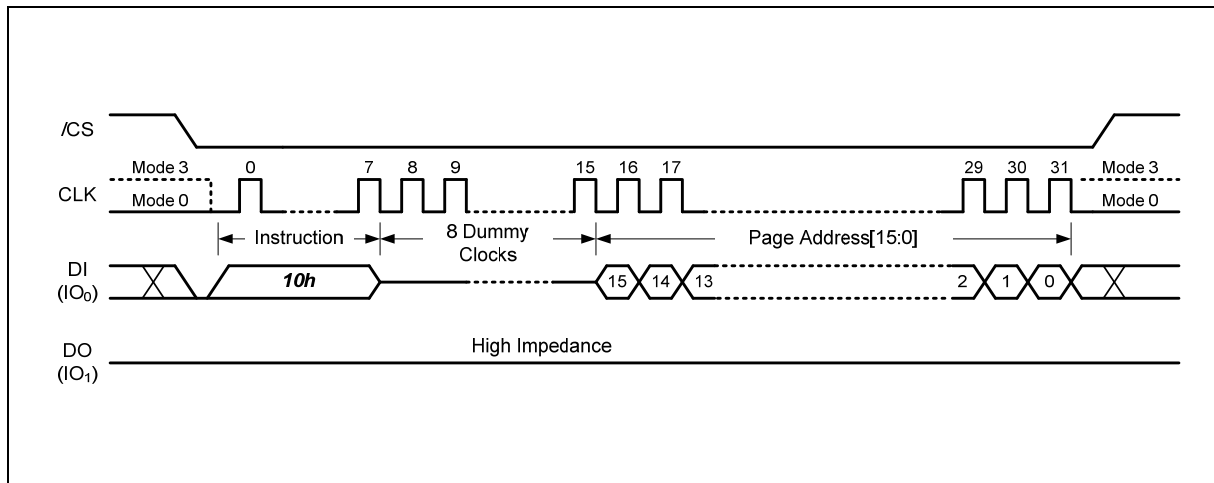 /CS
Mode 3 0 7 8 9 15 16 17 29 30 31 Mode 3
CLK
Mode 0 Mode 0
Instruction 8 Dummy Clocks Page Address[15:0]
DI
(IO₀)
10h 15 14 13 2 1 0
High Impedance
DO
(IO₁)